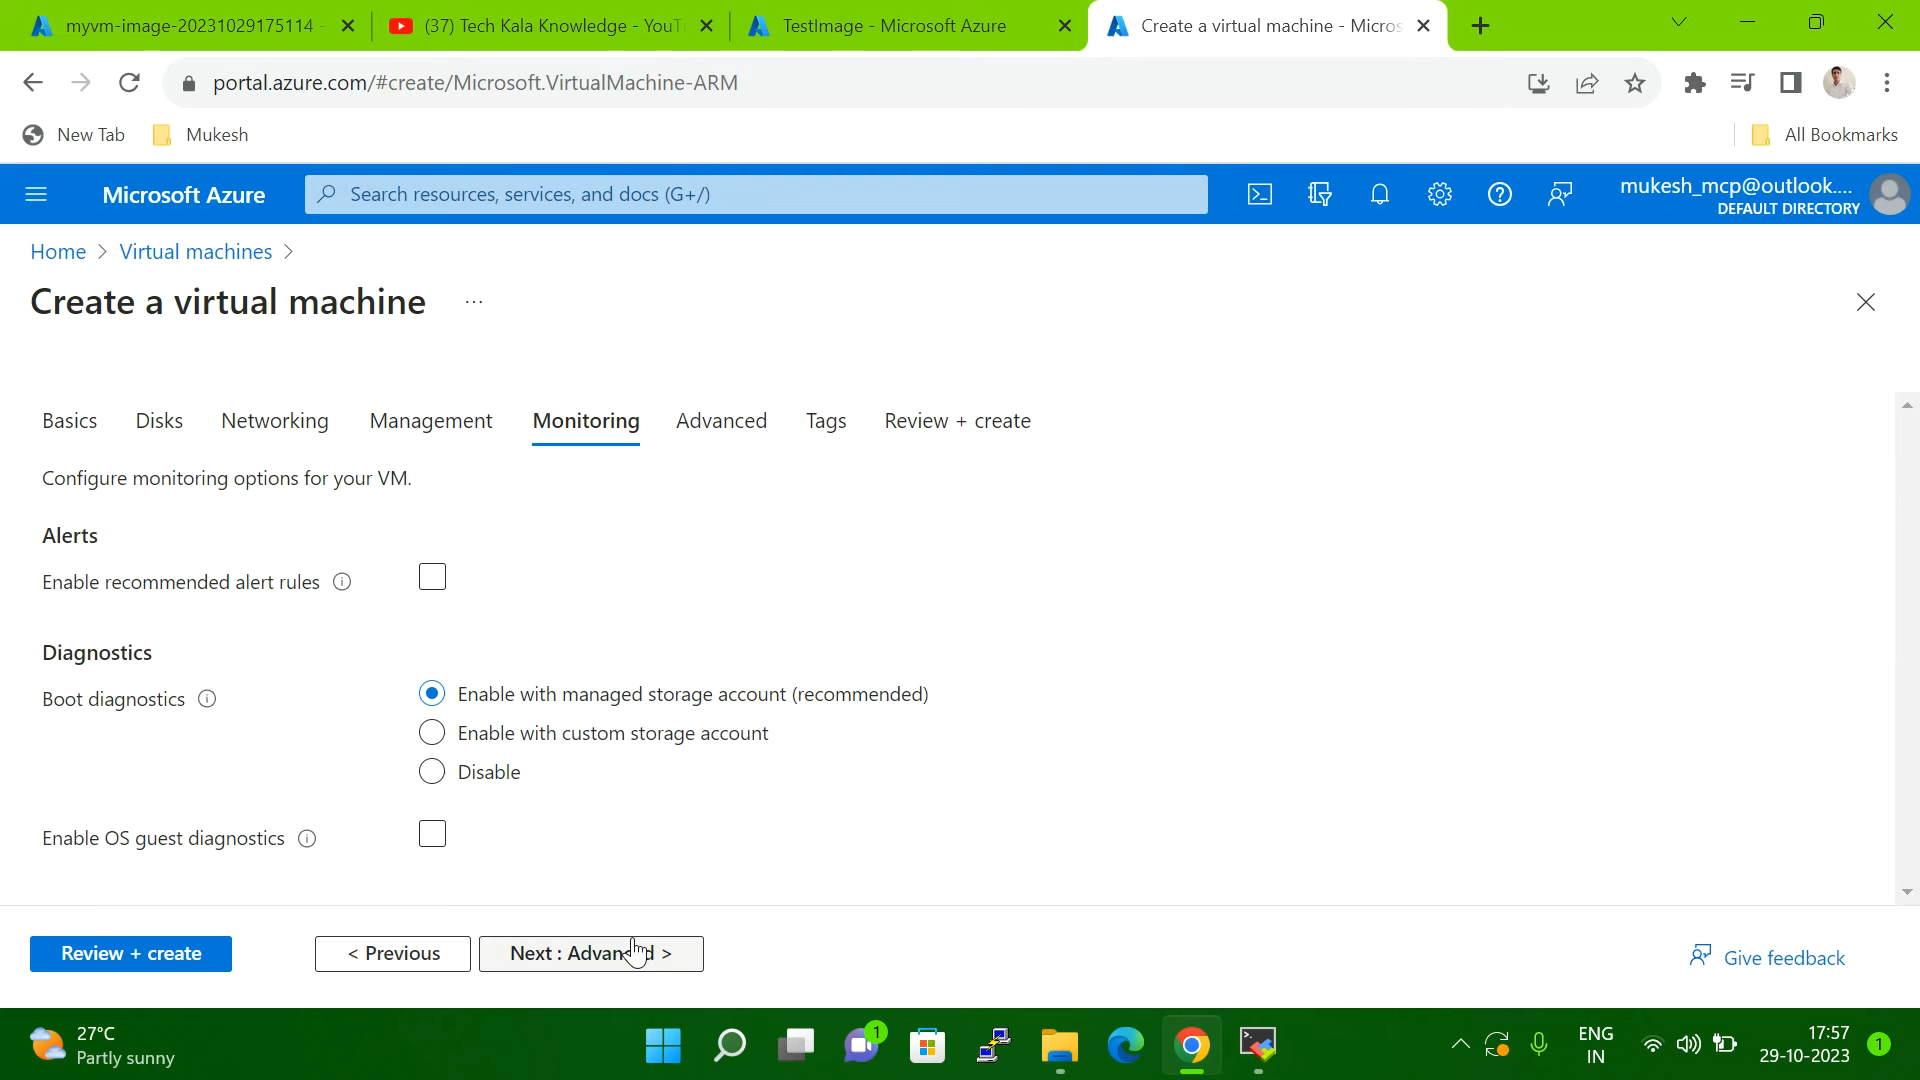 myvm-image-20231029175114 -
(37) Tech Kala Knowledge - YouT
TestImage - Microsoft Azure
Create a virtual machine - Micros
portal.azure.com/#create/Microsoft.VirtualMachine-ARM
New Tab
Mukesh
All Bookmarks
Microsoft Azure
Search resources, services, and docs (G+/)
mukesh_mcp@outlook....
DEFAULT DIRECTORY
Home > Virtual machines >
Create a virtual machine ...
Basics Disks Networking Management Monitoring Advanced Tags Review + create
Configure monitoring options for your VM.
Alerts
Enable recommended alert rules
Diagnostics
Boot diagnostics
Enable with managed storage account (recommended)
Enable with custom storage account
Disable
Enable OS guest diagnostics
Review + create
< Previous
Next : Advanced >
Give feedback
27°C
Partly sunny
1
ENG
IN
17:57
29-10-2023
1